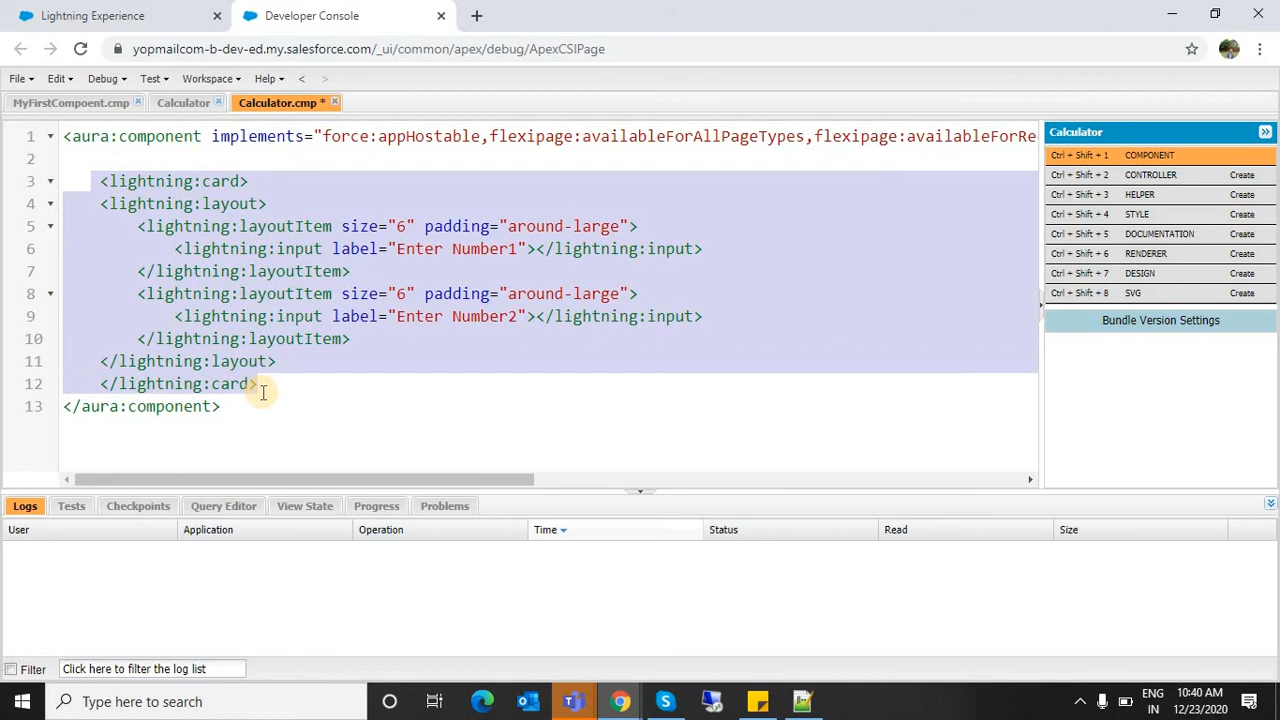 Lightning Experience
Developer Console
yopmailcom-b-dev-ed.my.salesforce.com/_ui/common/apex/debug/ApexCSIPage
File Edit Debug Test Workspace Help < >
MyFirstCompoent.cmp Calculator Calculator.cmp *
1 <aura:component implements="force:appHostable,flexipage:availableForAllPageTypes,flexipage:availableForRe
2
3 <lightning:card>
4 <lightning:layout>
5 <lightning:layoutItem size="6" padding="around-large">
6 <lightning:input label="Enter Number1"></lightning:input>
7 </lightning:layoutItem>
8 <lightning:layoutItem size="6" padding="around-large">
9 <lightning:input label="Enter Number2"></lightning:input>
10 </lightning:layoutItem>
11 </lightning:layout>
12 </lightning:card>
13 </aura:component>
Calculator
Ctrl + Shift + 1 COMPONENT
Ctrl + Shift + 2 CONTROLLER Create
Ctrl + Shift + 3 HELPER Create
Ctrl + Shift + 4 STYLE Create
Ctrl + Shift + 5 DOCUMENTATION Create
Ctrl + Shift + 6 RENDERER Create
Ctrl + Shift + 7 DESIGN Create
Ctrl + Shift + 8 SVG Create
Bundle Version Settings
Logs Tests Checkpoints Query Editor View State Progress Problems
User Application Operation Time Status Read Size
Filter Click here to filter the log list
Type here to search
ENG 10:40 AM
IN 12/23/2020